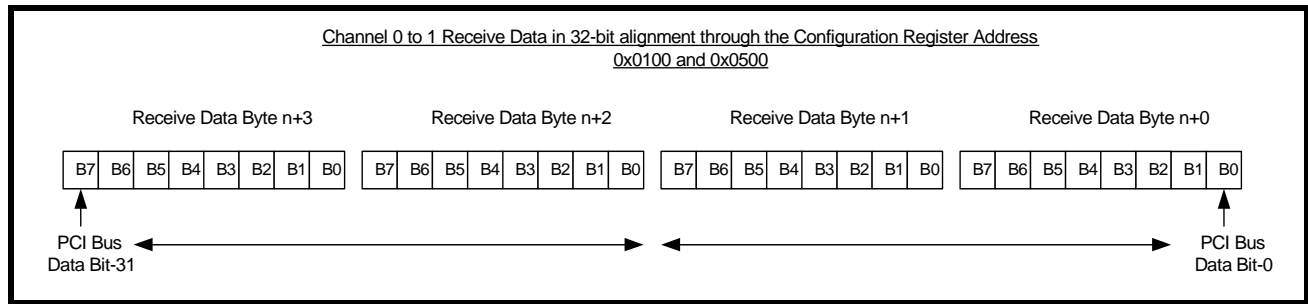 Channel 0 to 1 Receive Data in 32-bit alignment through the Configuration Register Address
0x0100 and 0x0500
Receive Data Byte n+3 Receive Data Byte n+2 Receive Data Byte n+1 Receive Data Byte n+0
B7 B6 B5 B4 B3 B2 B1 B0 B7 B6 B5 B4 B3 B2 B1 B0 B7 B6 B5 B4 B3 B2 B1 B0 B7 B6 B5 B4 B3 B2 B1 B0
PCI Bus PCI Bus
Data Bit-31 Data Bit-0